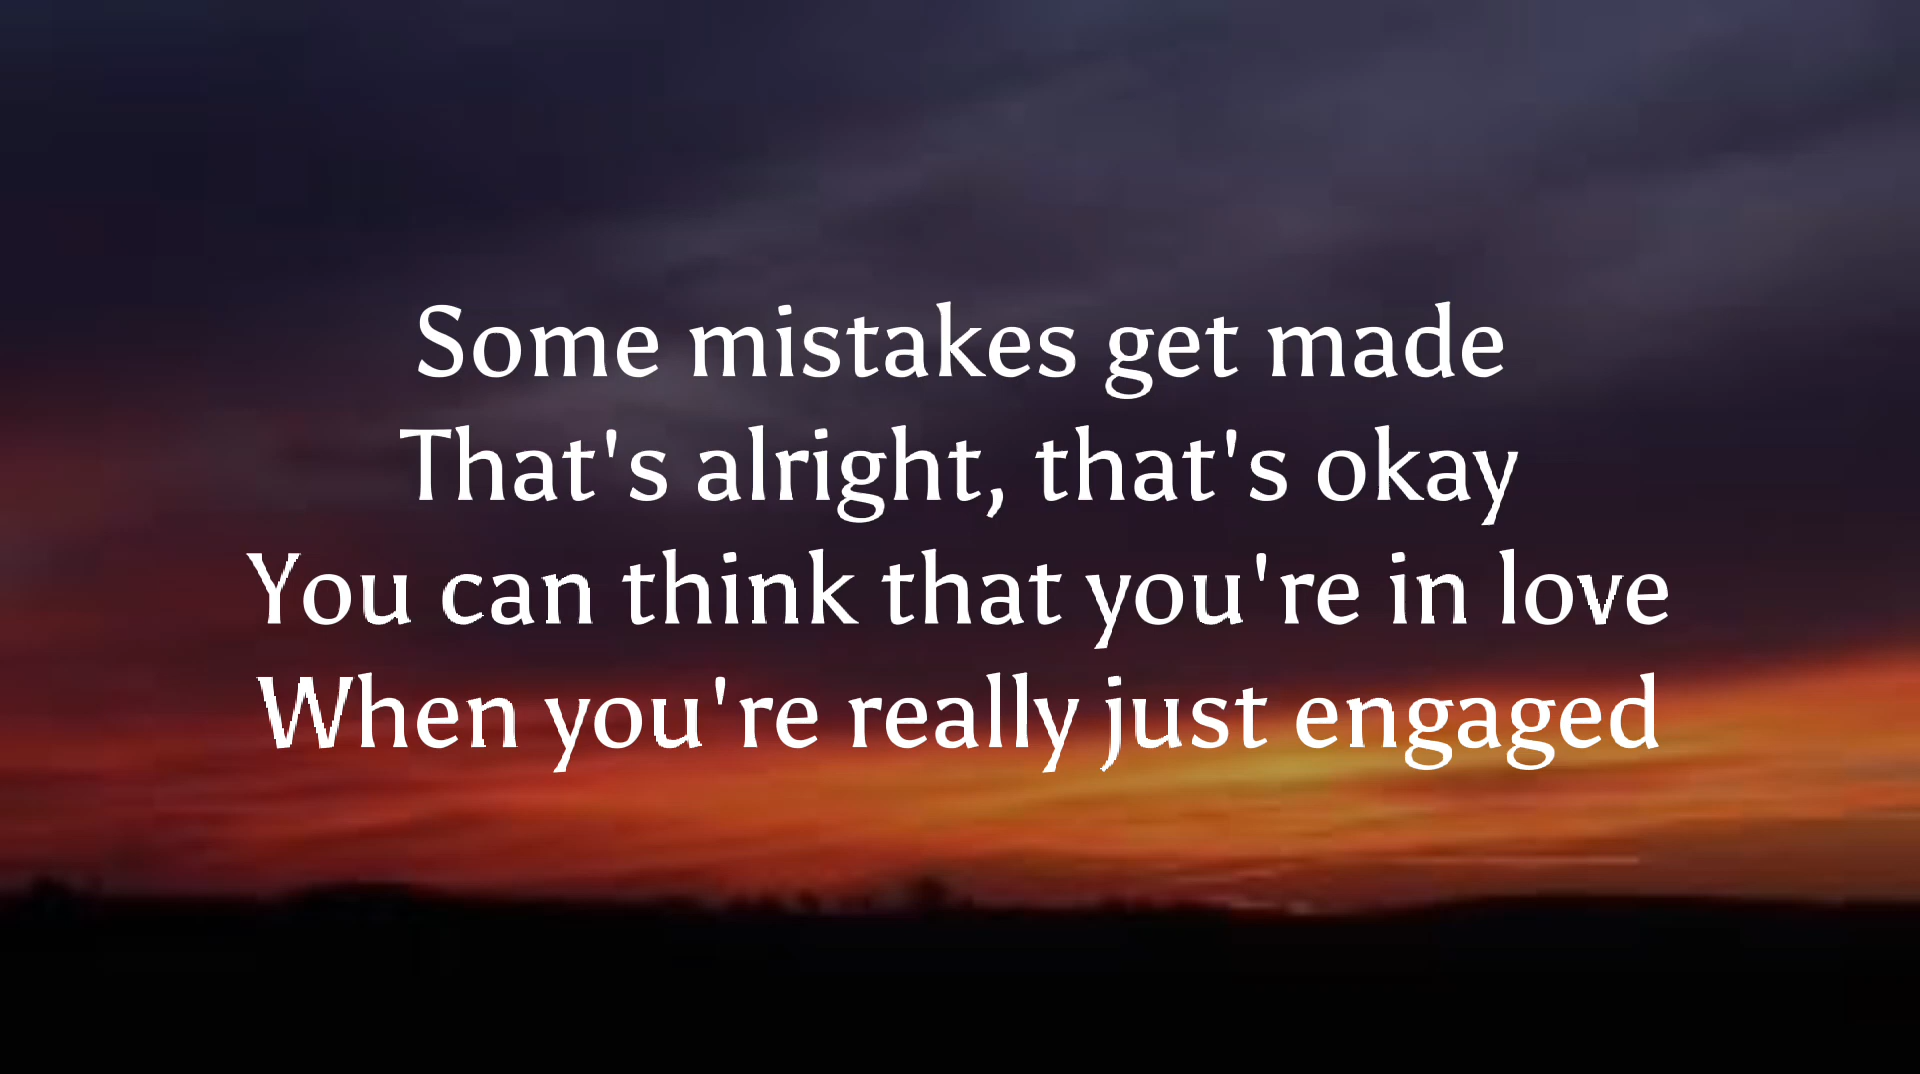 Some mistakes get made
That's alright, that's okay
You can think that you're in love
When you're really just engaged